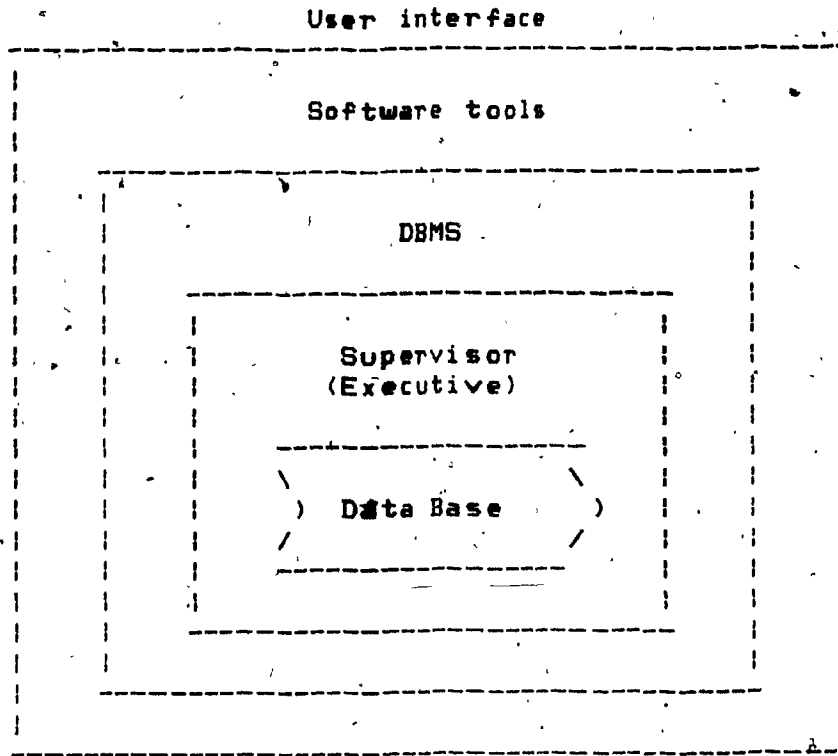 User interface
Software tools
DBMS
Supervisor
(Executive)
Data Base